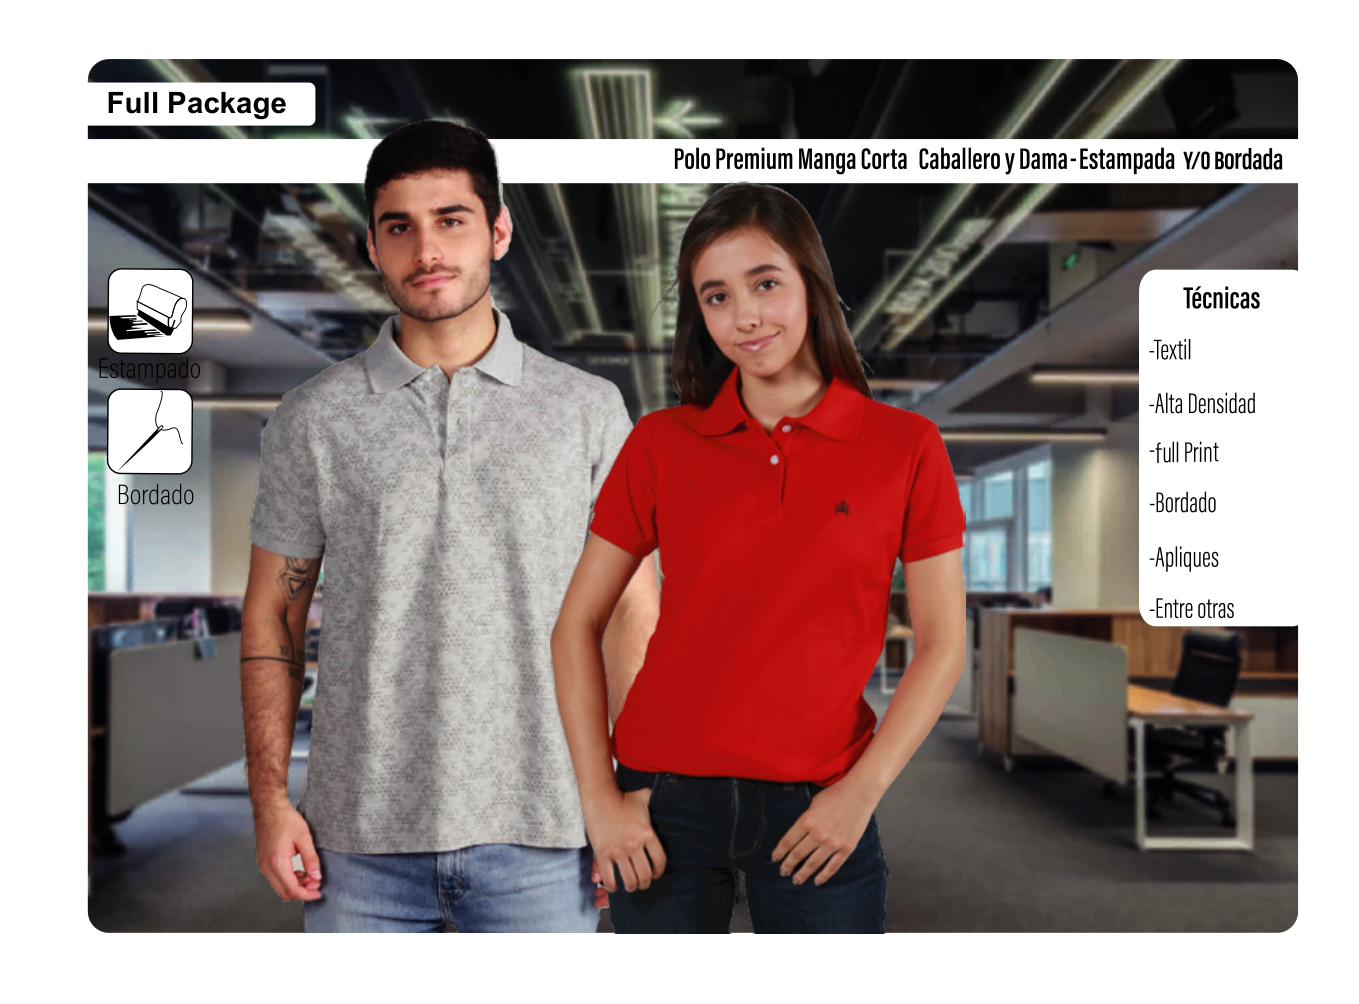 Full Package
Polo Premium Manga Corta Caballero y Dama - Estampada Y/O Bordada
Estampado
Bordado
Técnicas
-Textil
-Alta Densidad
-full Print
-Bordado
-Apliques
-Entre otras